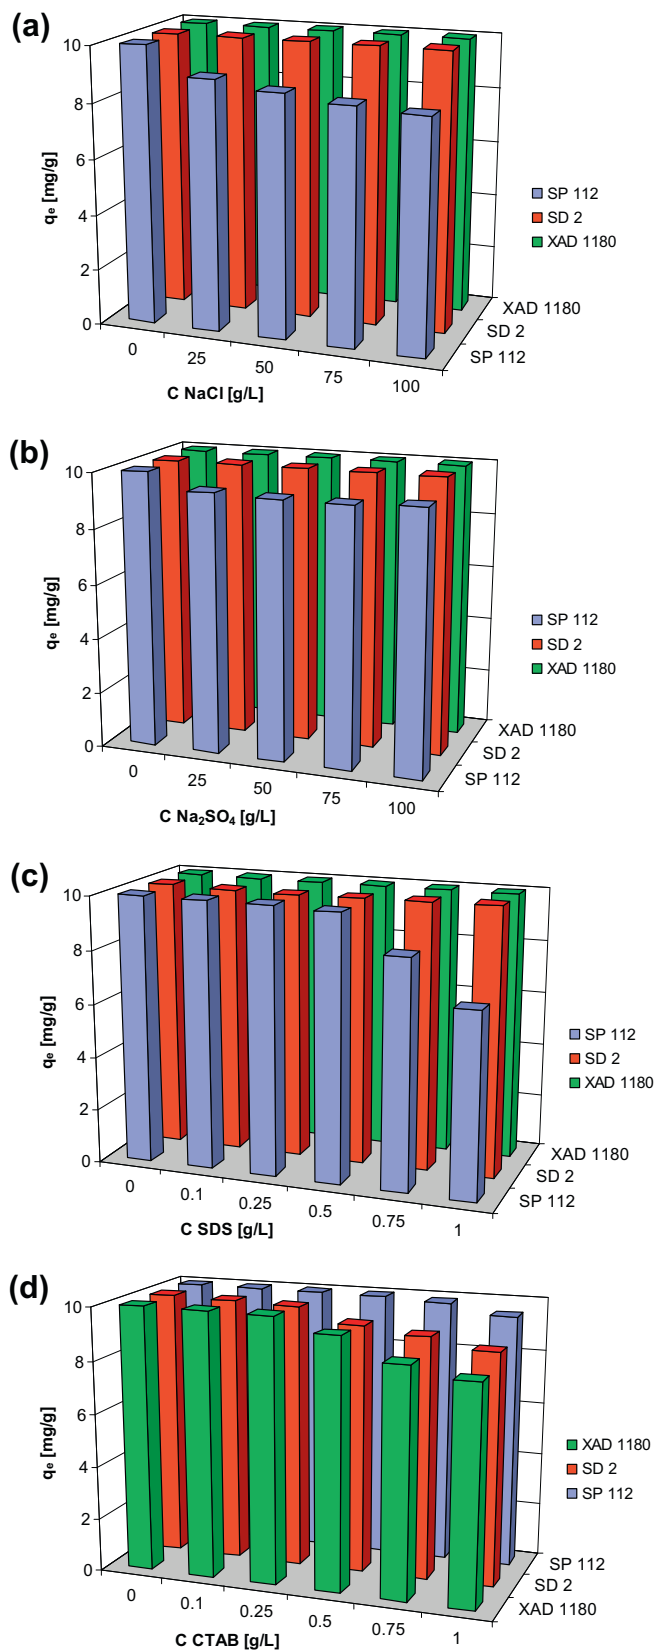 (a)
10
8
6
4
2
0
qe [mg/g]
0
25
50
75
100
C NaCl [g/L]
XAD 1180
SD 2
SP 112
SP 112
SD 2
XAD 1180
(b)
10
8
6
4
2
0
qe [mg/g]
0
25
50
75
100
C Na₂SO₄ [g/L]
XAD 1180
SD 2
SP 112
SP 112
SD 2
XAD 1180
(c)
10
8
6
4
2
0
qe [mg/g]
0
0.1
0.25
0.5
0.75
1
C SDS [g/L]
XAD 1180
SD 2
SP 112
SP 112
SD 2
XAD 1180
(d)
10
8
6
4
2
0
qe [mg/g]
0
0.1
0.25
0.5
0.75
1
C CTAB [g/L]
SP 112
SD 2
XAD 1180
XAD 1180
SD 2
SP 112